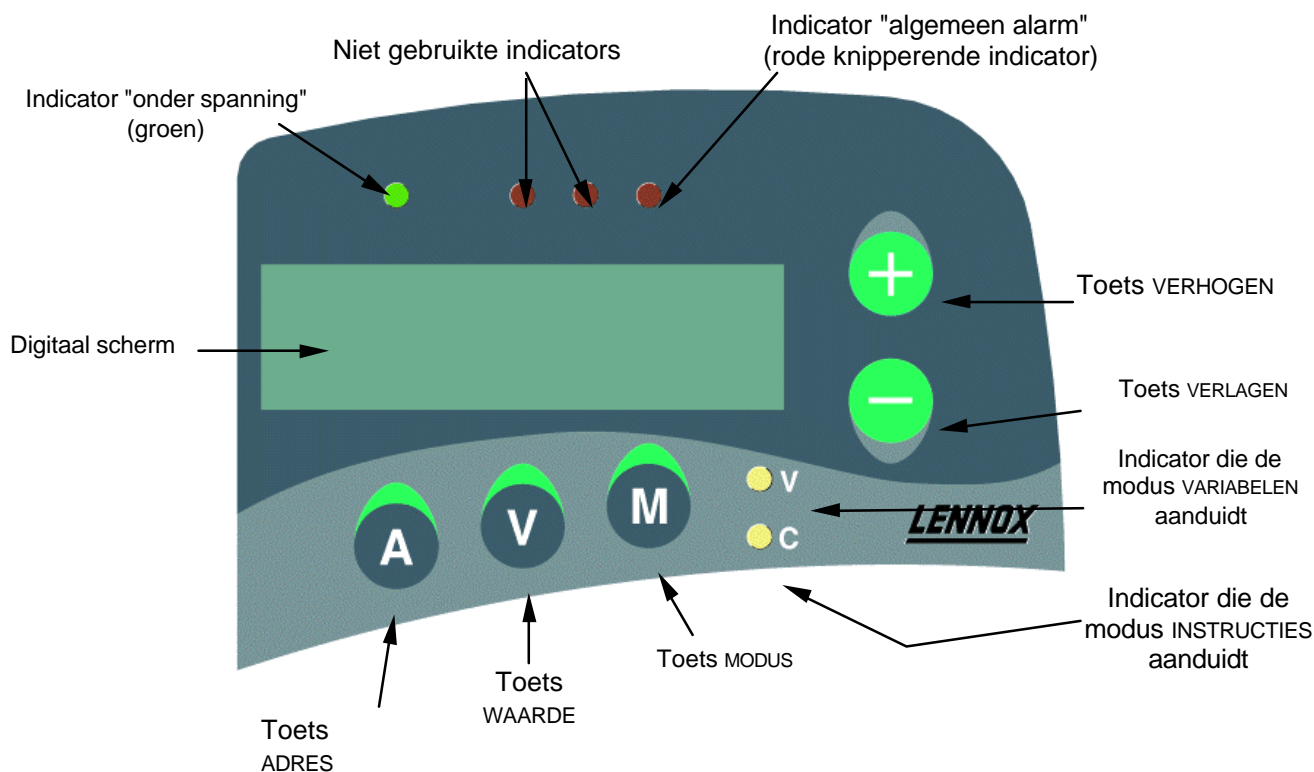 Indicator "algemeen alarm"
(rode knipperende indicator)
Niet gebruikte indicators
Indicator "onder spanning"
(groen)
Toets VERHOGEN
Digitaal scherm
Toets VERLAGEN
Indicator die de
modus VARIABELEN
aanduidt
V
C
A
V
M
LENNOX
Indicator die de
modus INSTRUCTIES
aanduidt
Toets MODUS
Toets
WAARDE
Toets
ADRES